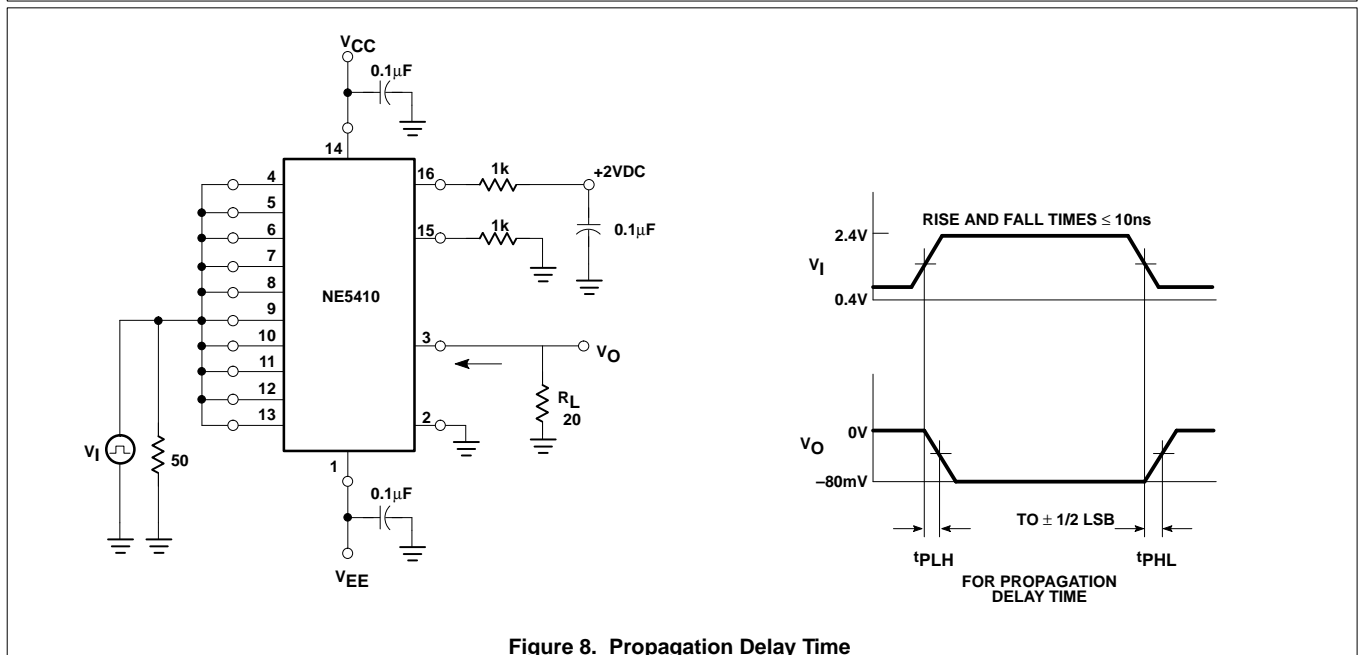 VCC
0.1µF
14
4
5
6
7
8
9
10
11
12
13
NE5410
16
1k
+2VDC
15
1k
0.1µF
3
VO
RL
20
2
VI
50
1
0.1µF
VEE
RISE AND FALL TIMES ≤ 10ns
2.4V
VI
0.4V
0V
VO
–80mV
TO ± 1/2 LSB
tPLH
tPHL
FOR PROPAGATION
DELAY TIME
Figure 8. Propagation Delay Time